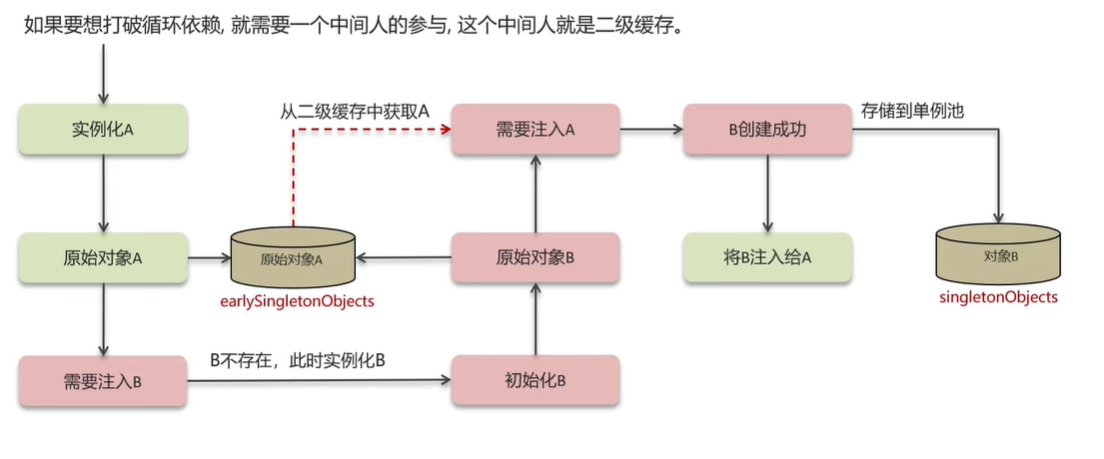 如果要想打破循环依赖, 就需要一个中间人的参与, 这个中间人就是二级缓存。
实例化A
从二级缓存中获取A
需要注入A
B创建成功
存储到单例池
原始对象A
原始对象A
earlySingletonObjects
原始对象B
将B注入给A
对象B
singletonObjects
需要注入B
B不存在，此时实例化B
初始化B